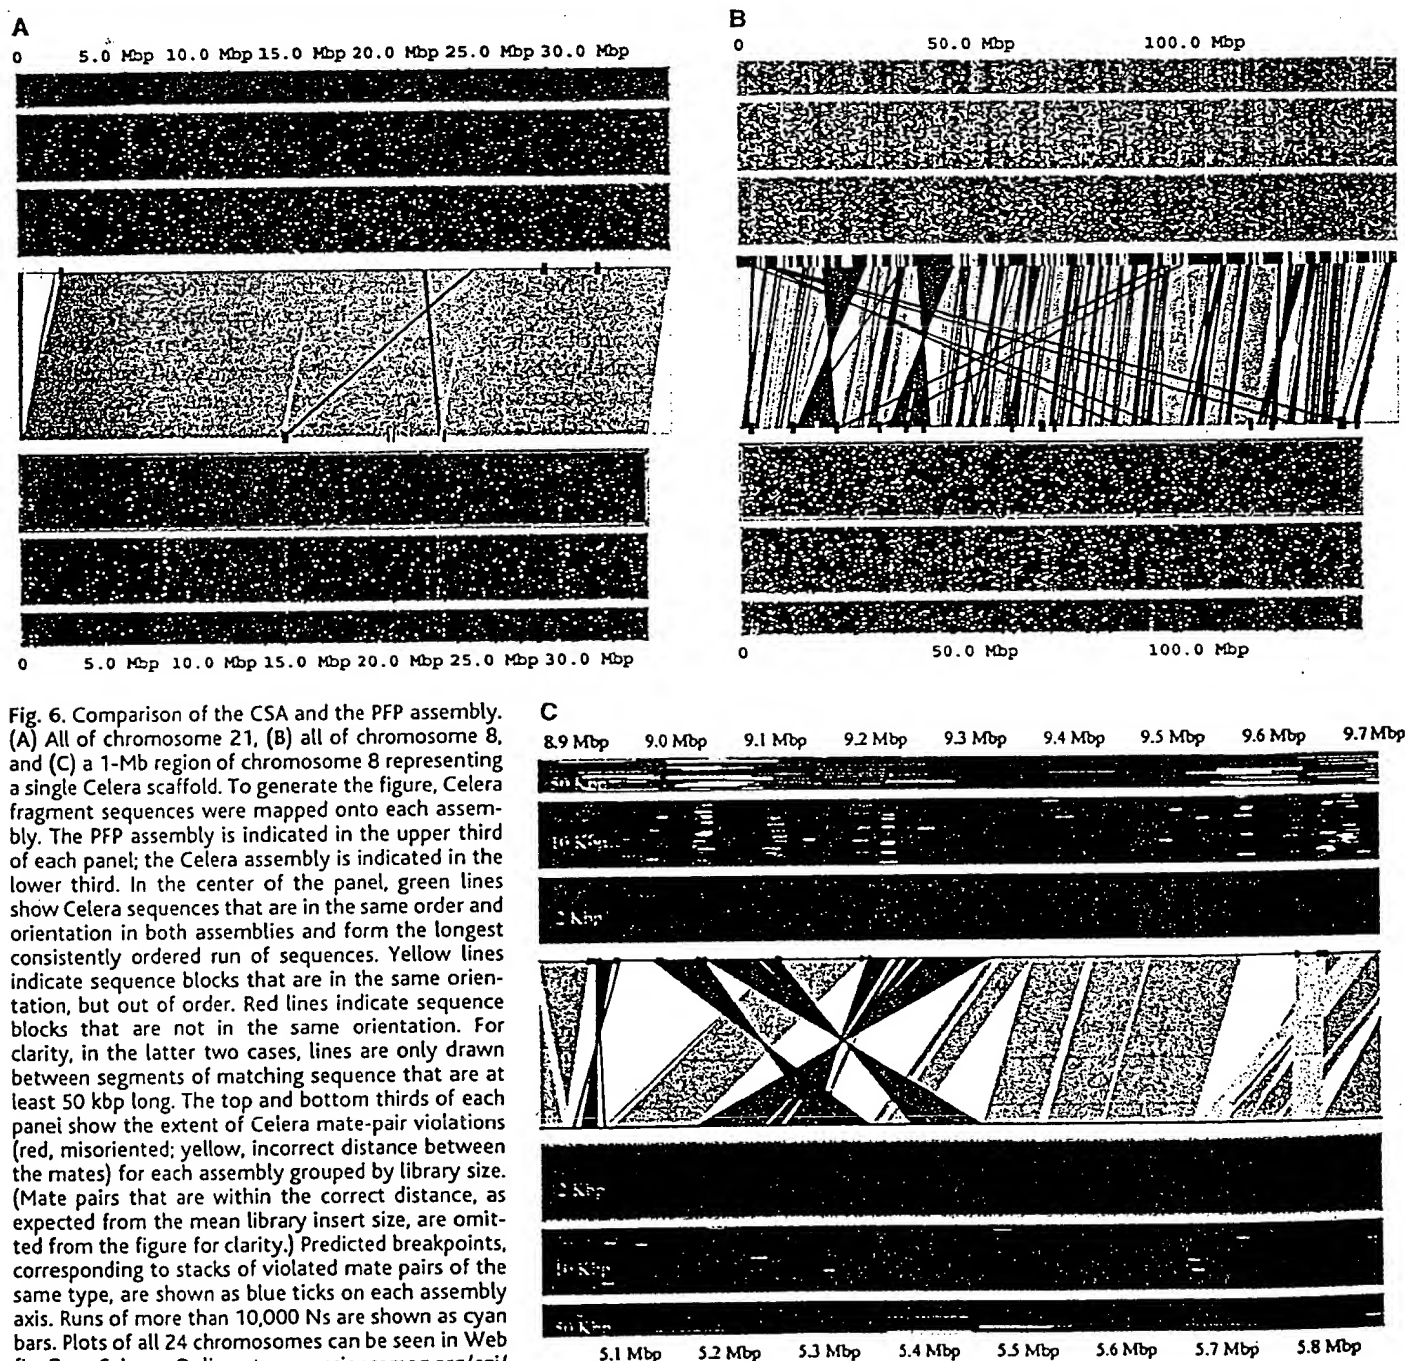 A
0 5.0 Mbp 10.0 Mbp 15.0 Mbp 20.0 Mbp 25.0 Mbp 30.0 Mbp
0 5.0 Mbp 10.0 Mbp 15.0 Mbp 20.0 Mbp 25.0 Mbp 30.0 Mbp
B
0 50.0 Mbp 100.0 Mbp
0 50.0 Mbp 100.0 Mbp
Fig. 6. Comparison of the CSA and the PFP assembly.
(A) All of chromosome 21, (B) all of chromosome 8,
and (C) a 1-Mb region of chromosome 8 representing
a single Celera scaffold. To generate the figure, Celera
fragment sequences were mapped onto each assem-
bly. The PFP assembly is indicated in the upper third
of each panel; the Celera assembly is indicated in the
lower third. In the center of the panel, green lines
show Celera sequences that are in the same order and
orientation in both assemblies and form the longest
consistently ordered run of sequences. Yellow lines
indicate sequence blocks that are in the same orien-
tation, but out of order. Red lines indicate sequence
blocks that are not in the same orientation. For
clarity, in the latter two cases, lines are only drawn
between segments of matching sequence that are at
least 50 kbp long. The top and bottom thirds of each
panel show the extent of Celera mate-pair violations
(red, misoriented; yellow, incorrect distance between
the mates) for each assembly grouped by library size.
(Mate pairs that are within the correct distance, as
expected from the mean library insert size, are omit-
ted from the figure for clarity.) Predicted breakpoints,
corresponding to stacks of violated mate pairs of the
same type, are shown as blue ticks on each assembly
axis. Runs of more than 10,000 Ns are shown as cyan
bars. Plots of all 24 chromosomes can be seen in Web
C
8.9 Mbp 9.0 Mbp 9.1 Mbp 9.2 Mbp 9.3 Mbp 9.4 Mbp 9.5 Mbp 9.6 Mbp 9.7 Mbp
50 Kbp
10 Kbp
2 Kbp
2 Kbp
10 Kbp
50 Kbp
5.1 Mbp 5.2 Mbp 5.3 Mbp 5.4 Mbp 5.5 Mbp 5.6 Mbp 5.7 Mbp 5.8 Mbp